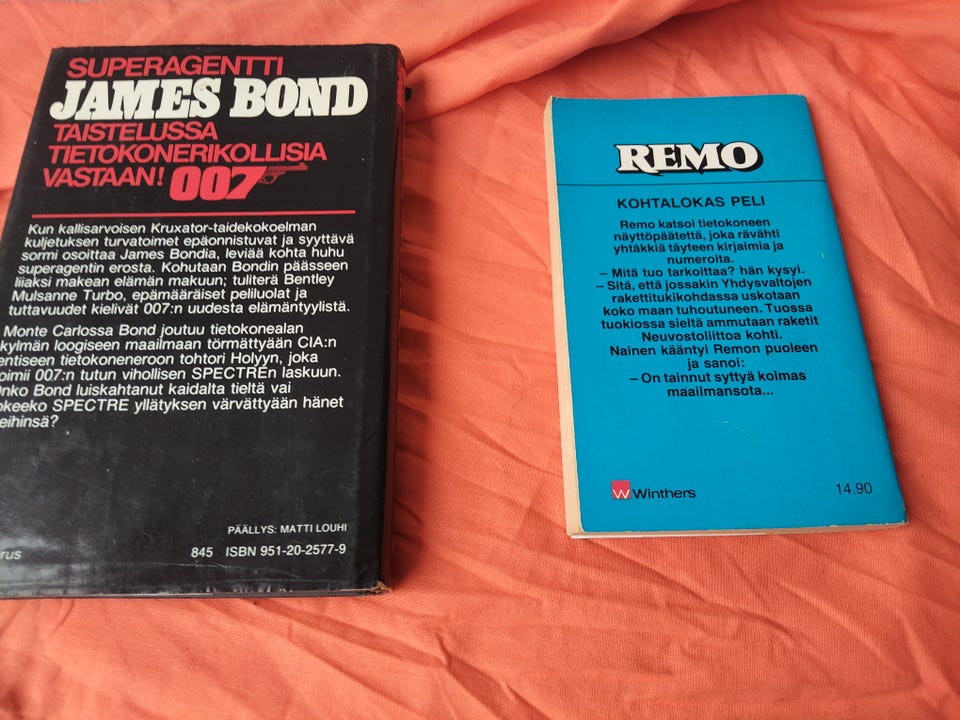 SUPERAGENTTI
JAMES BOND
TAISTELUSSA
TIETOKONERIKOLLISIA
VASTAAN! 007
Kun kallisarvoisen Kruxator-taidekokoelman
kuljetuksen turvatoimet epäonnistuvat ja syyttävä
sormi osoittaa James Bondia, leviää kohta huhu
superagentin erosta. Kohutaan Bondin päässeen
liiaksi makean elämän makuun; tuliterä Bentley
Mulsanne Turbo, epämääräiset peliluolat ja
tuttavuudet kielivät 007:n uudesta elämäntyylistä.
Monte Carlossa Bond joutuu tietokonealan
kylmän loogiseen maailmaan törmättyään CIA:n
entiseen tietokoneneroon tohtori Holyyn, joka
oimii 007:n tutun vihollisen SPECTREn laskuun.
Onko Bond luiskahtanut kaidalta tieltä vai
okeeko SPECTRE yllätyksen värvättyään hänet
eihinsä?
PÄÄLLYS: MATTI LOUHI
rus 845 ISBN 951-20-2577-9
REMO
KOHTALOKAS PELI
Remo katsoi tietokoneen
näyttöpäätettä, joka rävähti
yhtäkkiä täyteen kirjaimia ja
numeroita.
– Mitä tuo tarkoittaa? hän kysyi.
– Sitä, että jossakin Yhdysvaltojen
rakettitukikohdassa uskotaan
koko maan tuhoutuneen. Tuossa
tuokiossa sieltä ammutaan raketit
Neuvostoliittoa kohti.
Nainen kääntyi Remon puoleen
ja sanoi:
– On tainnut syttyä kolmas
maailmansota...
W Winthers
14.90